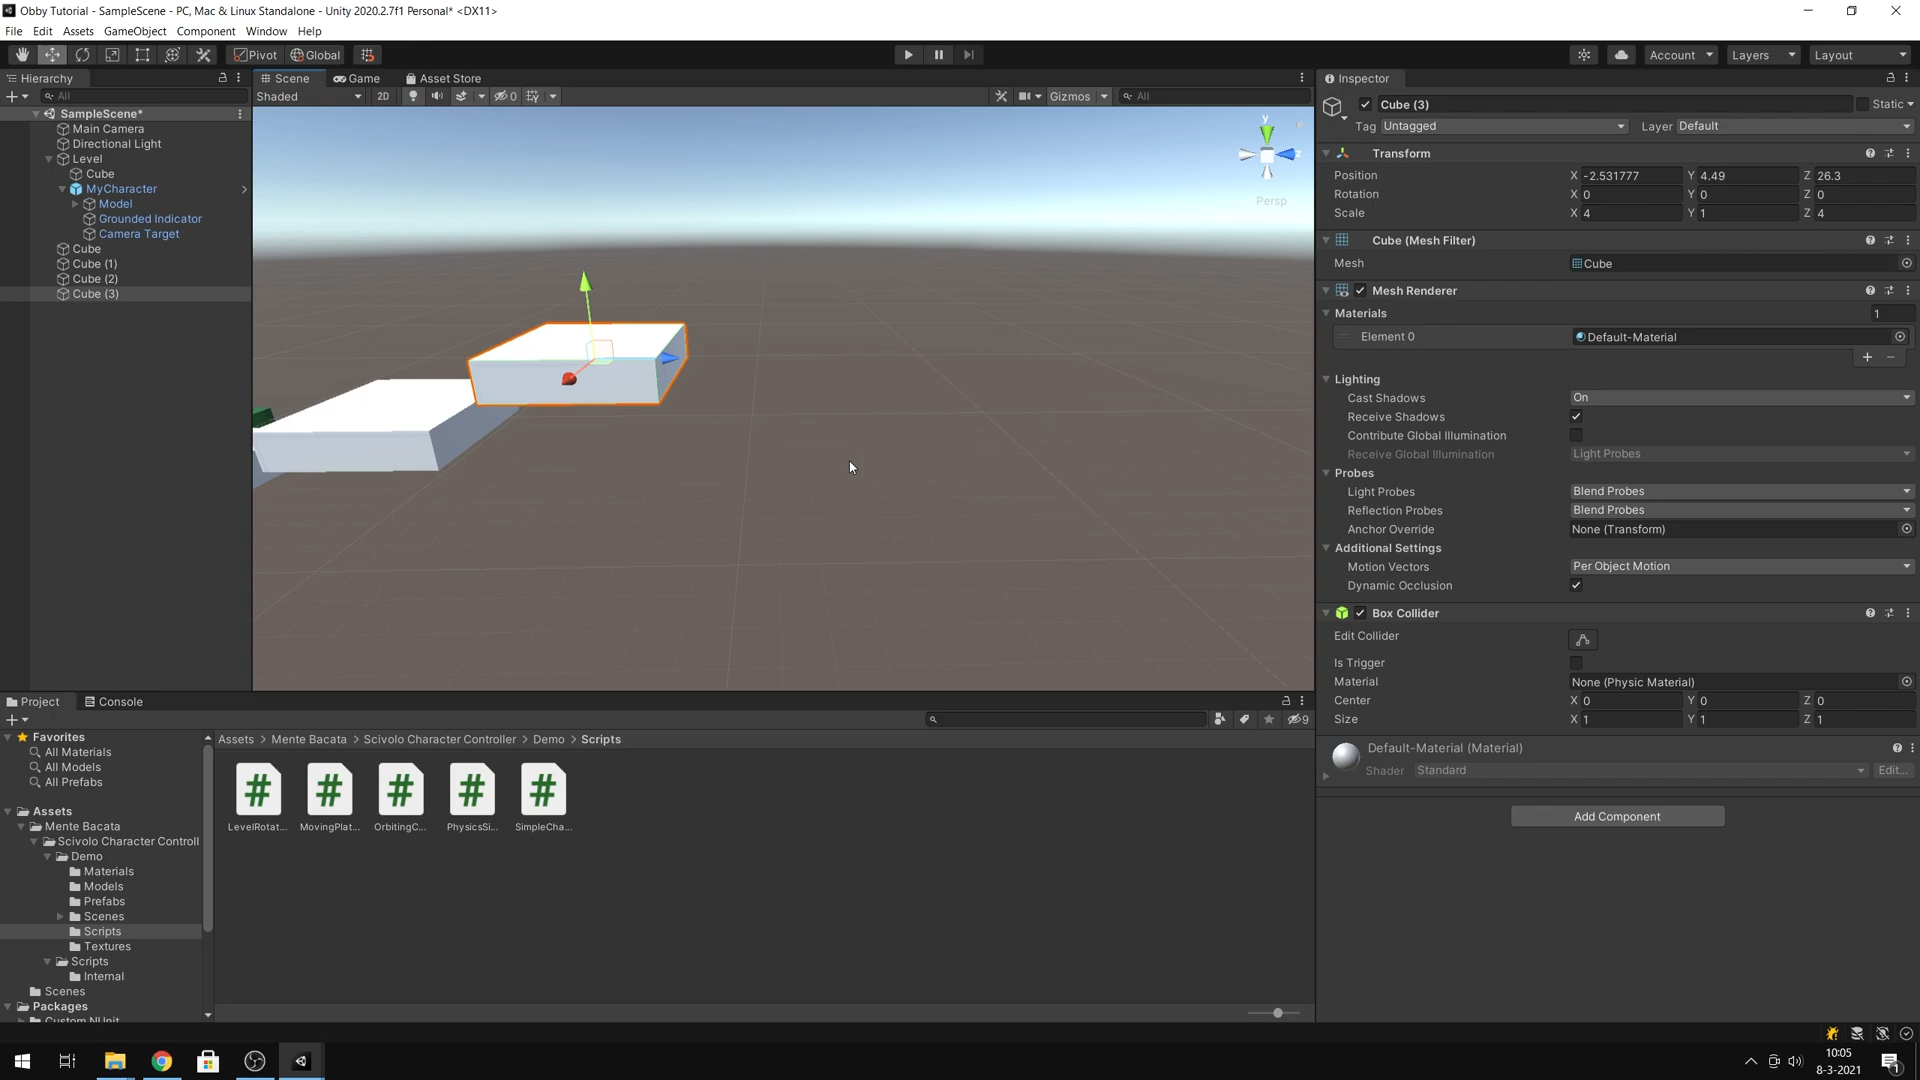 Obby Tutorial - SampleScene - PC, Mac & Linux Standalone - Unity 2020.2.7f1 Personal* <DX11>
File Edit Assets GameObject Component Window Help
Pivot Global Account Layers Layout
Hierarchy Scene Game Asset Store Inspector
All Shaded 2D 0 Gizmos All
Cube (3) Static
Tag Untagged Layer Default
SampleScene*
Main Camera
Directional Light
Level
Cube
MyCharacter
Model
Grounded Indicator
Camera Target
Cube
Cube (1)
Cube (2)
Cube (3)
y
z
Persp
Transform
Position X -2.531777 Y 4.49 Z 26.3
Rotation X 0 Y 0 Z 0
Scale X 4 Y 1 Z 4
Cube (Mesh Filter)
Mesh Cube
Mesh Renderer
Materials 1
Element 0 Default-Material
Lighting
Cast Shadows On
Receive Shadows
Contribute Global Illumination
Receive Global Illumination Light Probes
Probes
Light Probes Blend Probes
Reflection Probes Blend Probes
Anchor Override None (Transform)
Additional Settings
Motion Vectors Per Object Motion
Dynamic Occlusion
Box Collider
Edit Collider
Is Trigger
Material None (Physic Material)
Center X 0 Y 0 Z 0
Size X 1 Y 1 Z 1
Default-Material (Material)
Shader Standard Edit...
Add Component
Project Console
9
Favorites
All Materials
All Models
All Prefabs
Assets
Mente Bacata
Scivolo Character Controll
Demo
Materials
Models
Prefabs
Scenes
Scripts
Textures
Scripts
Internal
Scenes
Packages
Custom NUnit
Assets > Mente Bacata > Scivolo Character Controller > Demo > Scripts
# # # # #
LevelRotat... MovingPlat... OrbitingC... PhysicsSi... SimpleCha...
10:05
8-3-2021
1